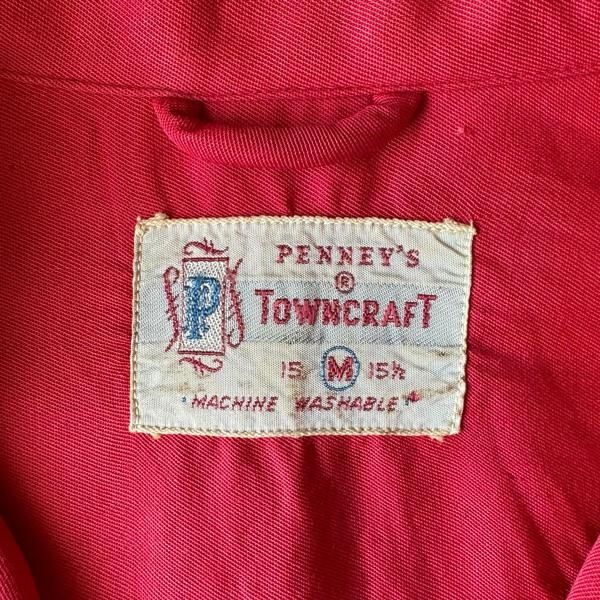 P
PENNEY'S
®
TOWNCRAFT
15 M 15½
MACHINE WASHABLE